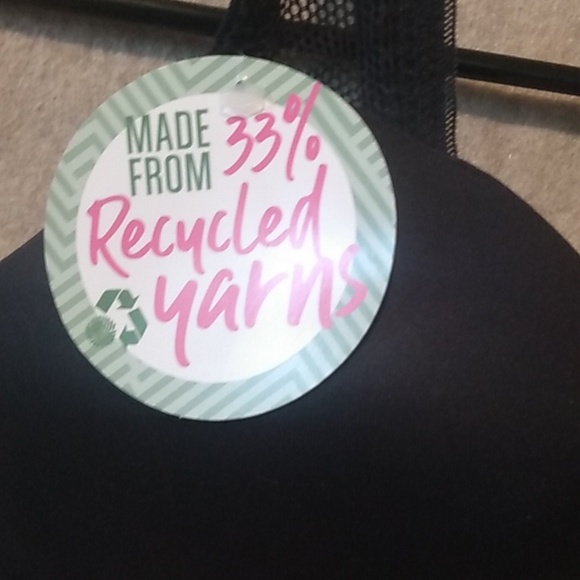 MADE 33%
FROM
Recycled
yarns